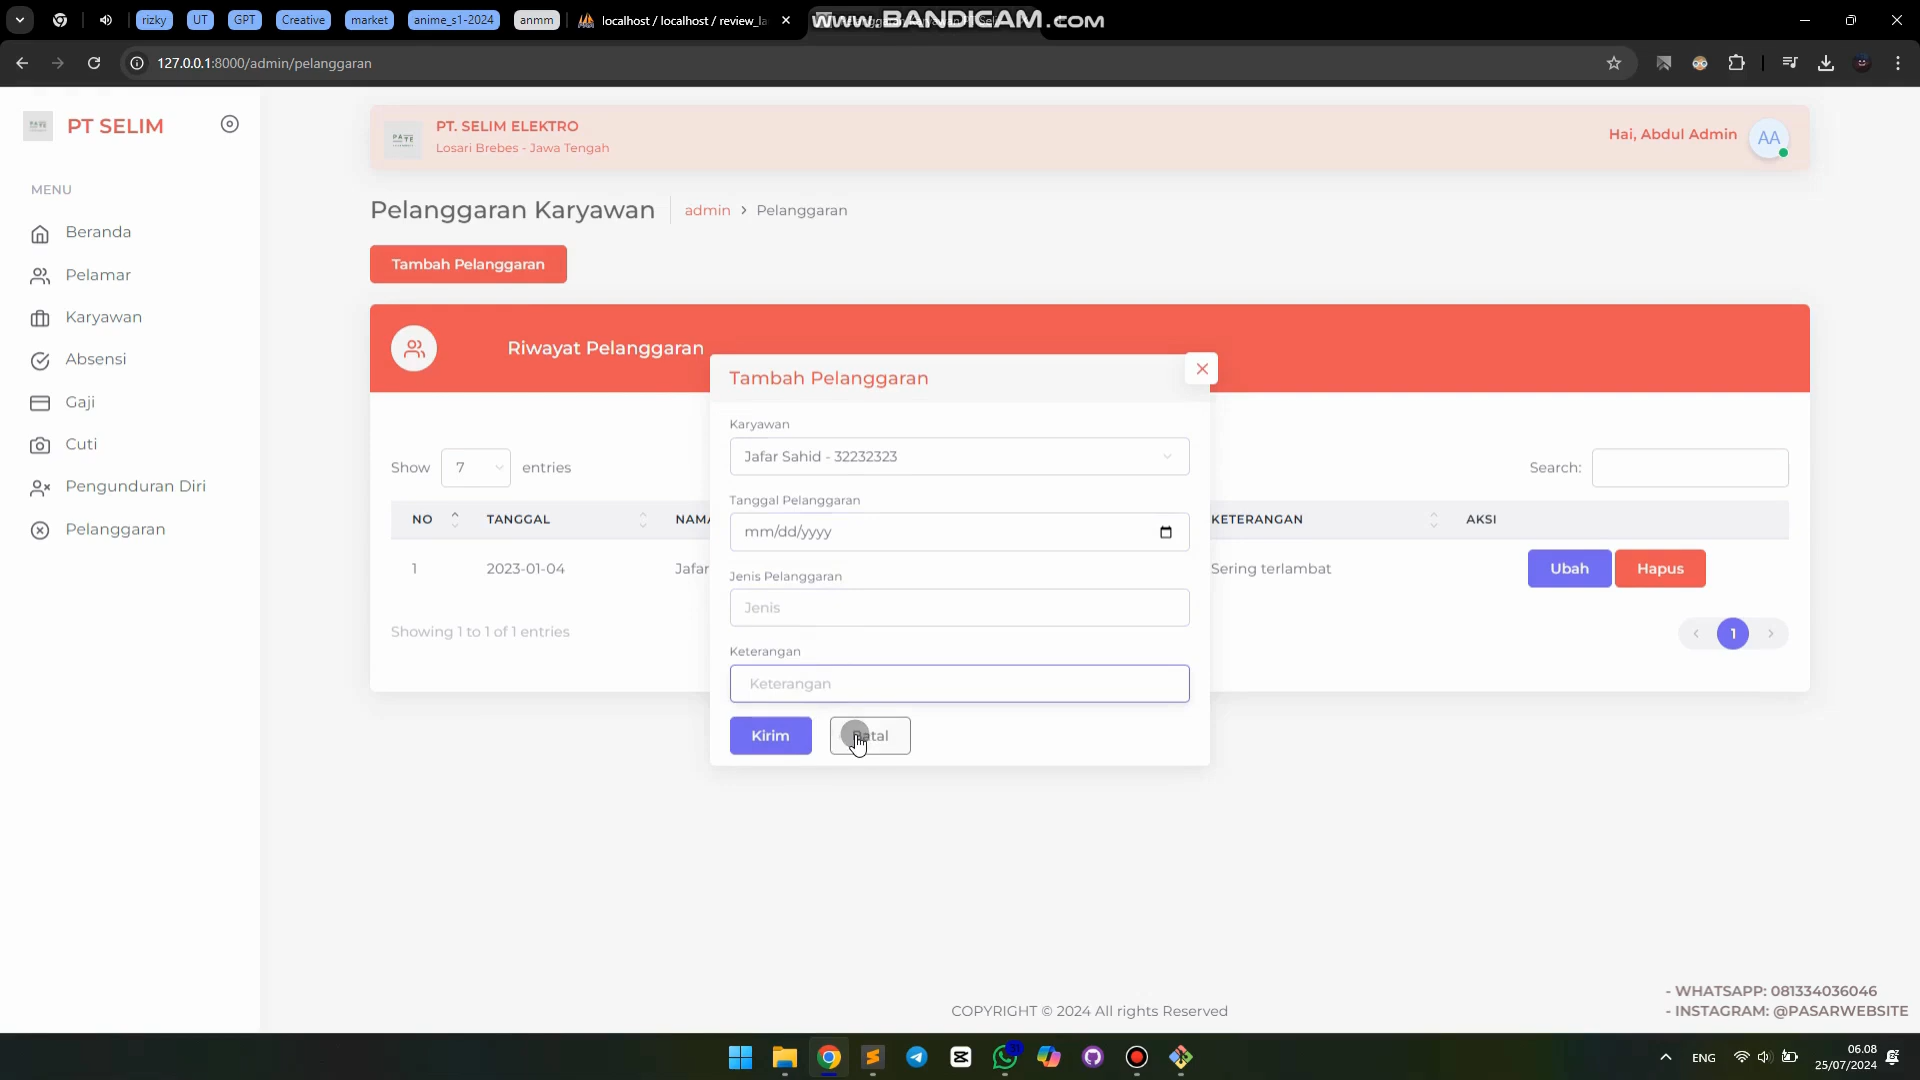 rizky
UT
GPT
Creative
market
anime_s1-2024
anmm
localhost / localhost / review_la
www.BANDICAM.COM
127.0.0.1:8000/admin/pelanggaran
PT SELIM
PT. SELIM ELEKTRO
Losari Brebes - Jawa Tengah
Hai, Abdul Admin
AA
MENU
Beranda
Pelamar
Karyawan
Absensi
Gaji
Cuti
Pengunduran Diri
Pelanggaran
Pelanggaran Karyawan
admin > Pelanggaran
Tambah Pelanggaran
Riwayat Pelanggaran
Show 7 entries
Search:
NO TANGGAL NAMA KETERANGAN AKSI
1 2023-01-04 Jafar Sering terlambat Ubah Hapus
Showing 1 to 1 of 1 entries
‹ 1 ›
Tambah Pelanggaran
Karyawan
Jafar Sahid - 32232323
Tanggal Pelanggaran
mm/dd/yyyy
Jenis Pelanggaran
Jenis
Keterangan
Keterangan
Kirim
Batal
COPYRIGHT © 2024 All rights Reserved
- WHATSAPP: 081334036046
- INSTAGRAM: @PASARWEBSITE
ENG
06.08
25/07/2024